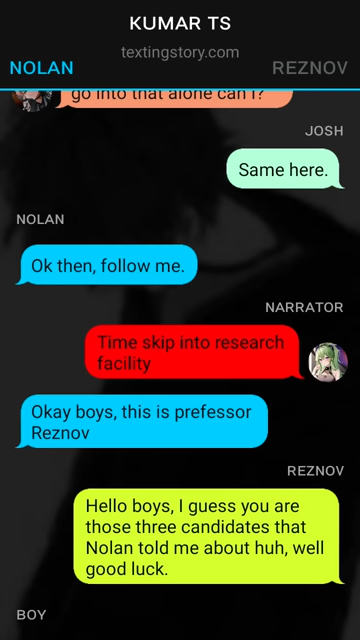 KUMAR TS
textingstory.com
NOLAN
REZNOV
go into that alone can I?
JOSH
Same here.
NOLAN
Ok then, follow me.
NARRATOR
Time skip into research
facility
Okay boys, this is prefessor
Reznov
REZNOV
Hello boys, I guess you are
those three candidates that
Nolan told me about huh, well
good luck.
BOY